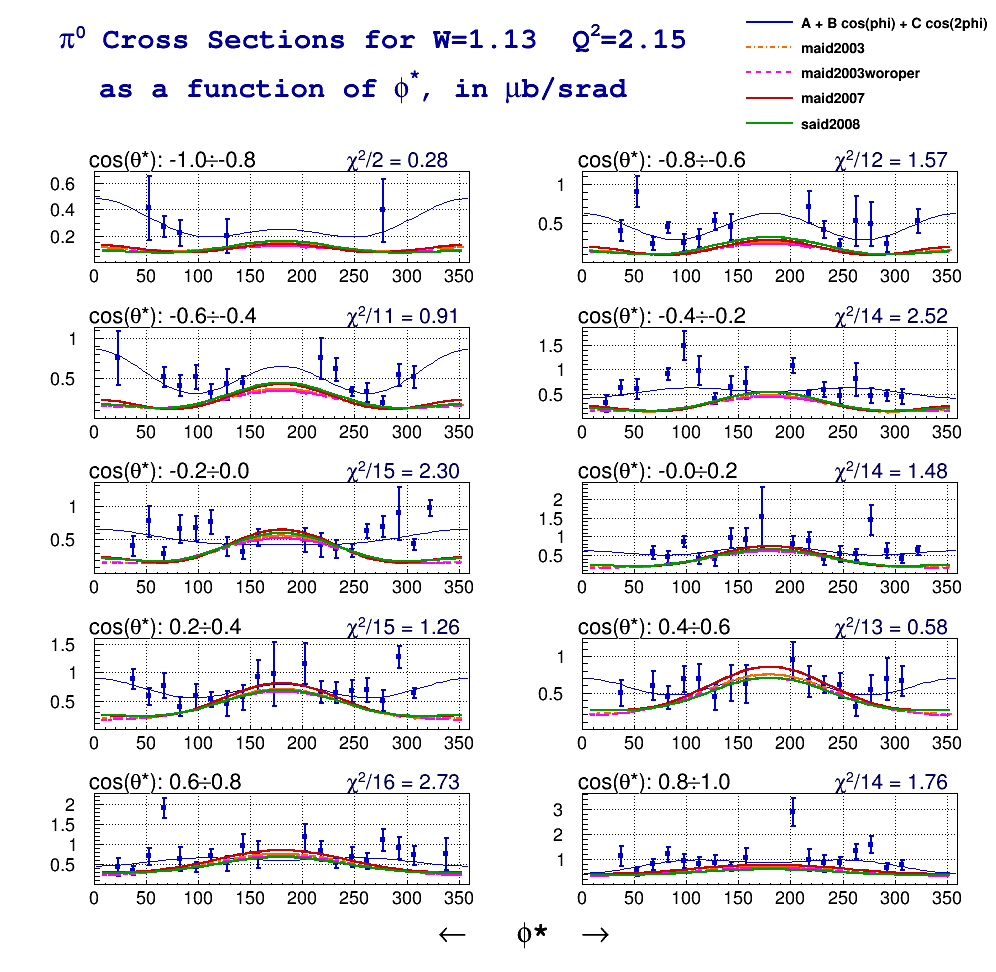 π⁰ Cross Sections for W=1.13 Q²=2.15
as a function of ϕ*, in μb/srad
A + B cos(phi) + C cos(2phi)
maid2003
maid2003woroper
maid2007
said2008
cos(θ*): -1.0÷-0.8 χ²/2 = 0.28
0.6
0.4
0.2
0 50 100 150 200 250 300 350
cos(θ*): -0.8÷-0.6 χ²/12 = 1.57
1
0.5
0 50 100 150 200 250 300 350
cos(θ*): -0.6÷-0.4 χ²/11 = 0.91
1
0.5
0 50 100 150 200 250 300 350
cos(θ*): -0.4÷-0.2 χ²/14 = 2.52
1.5
1
0.5
0 50 100 150 200 250 300 350
cos(θ*): -0.2÷0.0 χ²/15 = 2.30
1
0.5
0 50 100 150 200 250 300 350
cos(θ*): -0.0÷0.2 χ²/14 = 1.48
2
1.5
1
0.5
0 50 100 150 200 250 300 350
cos(θ*): 0.2÷0.4 χ²/15 = 1.26
1.5
1
0.5
0 50 100 150 200 250 300 350
cos(θ*): 0.4÷0.6 χ²/13 = 0.58
1
0.5
0 50 100 150 200 250 300 350
cos(θ*): 0.6÷0.8 χ²/16 = 2.73
2
1.5
1
0.5
0 50 100 150 200 250 300 350
cos(θ*): 0.8÷1.0 χ²/14 = 1.76
3
2
1
0 50 100 150 200 250 300 350
← ϕ* →